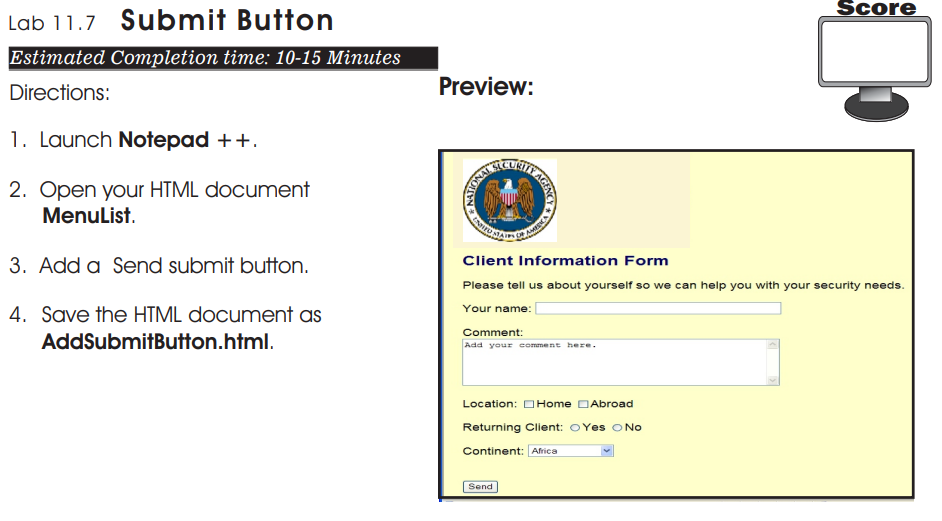 Score
Lab 11.7 Submit Button
Estimated Completion time: 10-15 Minutes
Directions:
Preview:
1. Launch Notepad ++.
2. Open your HTML document
MenuList.
3. Add a Send submit button.
4. Save the HTML document as
AddSubmitButton.html.
NATIONAL SECURITY AGENCY
UNITED STATES OF AMERICA
Client Information Form
Please tell us about yourself so we can help you with your security needs.
Your name:
Comment:
Add your comment here.
Location: Home Abroad
Returning Client: Yes No
Continent: Africa
Send